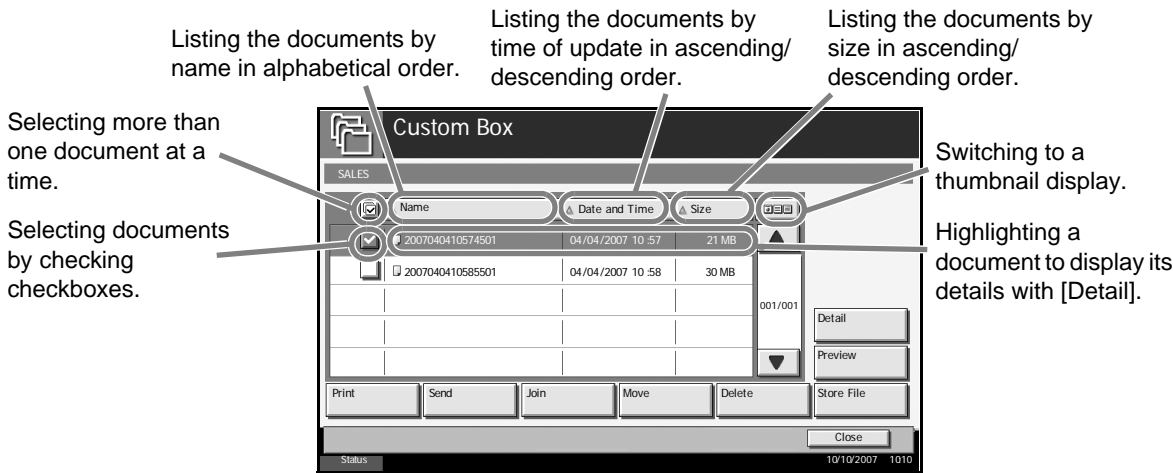 Listing the documents by
name in alphabetical order.
Listing the documents by
time of update in ascending/
descending order.
Listing the documents by
size in ascending/
descending order.
Selecting more than
one document at a
time.
Selecting documents
by checking
checkboxes.
Custom Box
SALES
Name Date and Time Size
2007040410574501 04/04/2007 10:57 21 MB
2007040410585501 04/04/2007 10:58 30 MB
001/001
Detail
Preview
Print Send Join Move Delete Store File
Close
Status 10/10/2007 1010
Switching to a
thumbnail display.
Highlighting a
document to display its
details with [Detail].